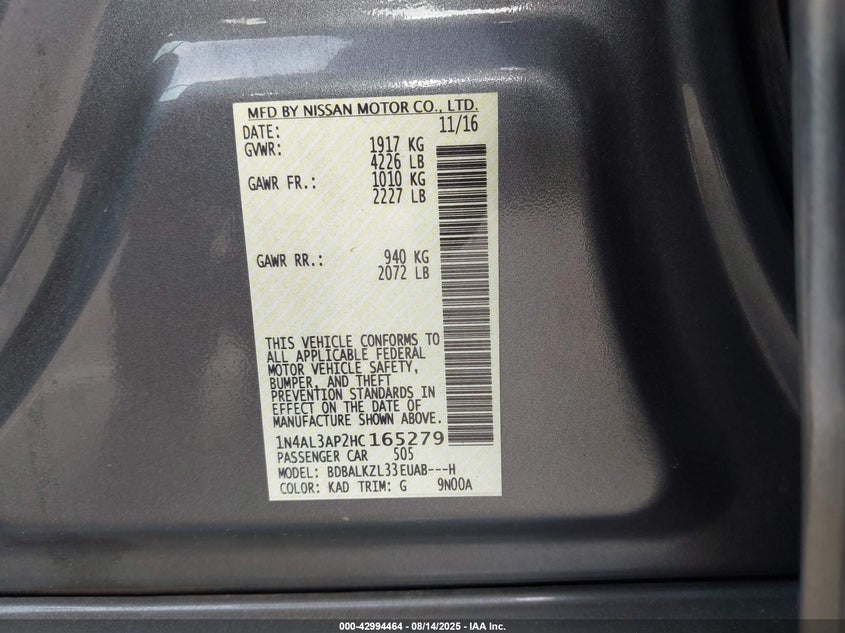 MFD BY NISSAN MOTOR CO., LTD.
DATE: 11/16
GVWR: 1917 KG
4226 LB
GAWR FR.: 1010 KG
2227 LB
GAWR RR.: 940 KG
2072 LB
THIS VEHICLE CONFORMS TO
ALL APPLICABLE FEDERAL
MOTOR VEHICLE SAFETY,
BUMPER, AND THEFT
PREVENTION STANDARDS IN
EFFECT ON THE DATE OF
MANUFACTURE SHOWN ABOVE.
1N4AL3AP2HC165279
PASSENGER CAR 505
MODEL: BDBALKZL33EUAB---H
COLOR: KAD TRIM: G 9N00A
000-42994464 - 08/14/2025 - IAA Inc.